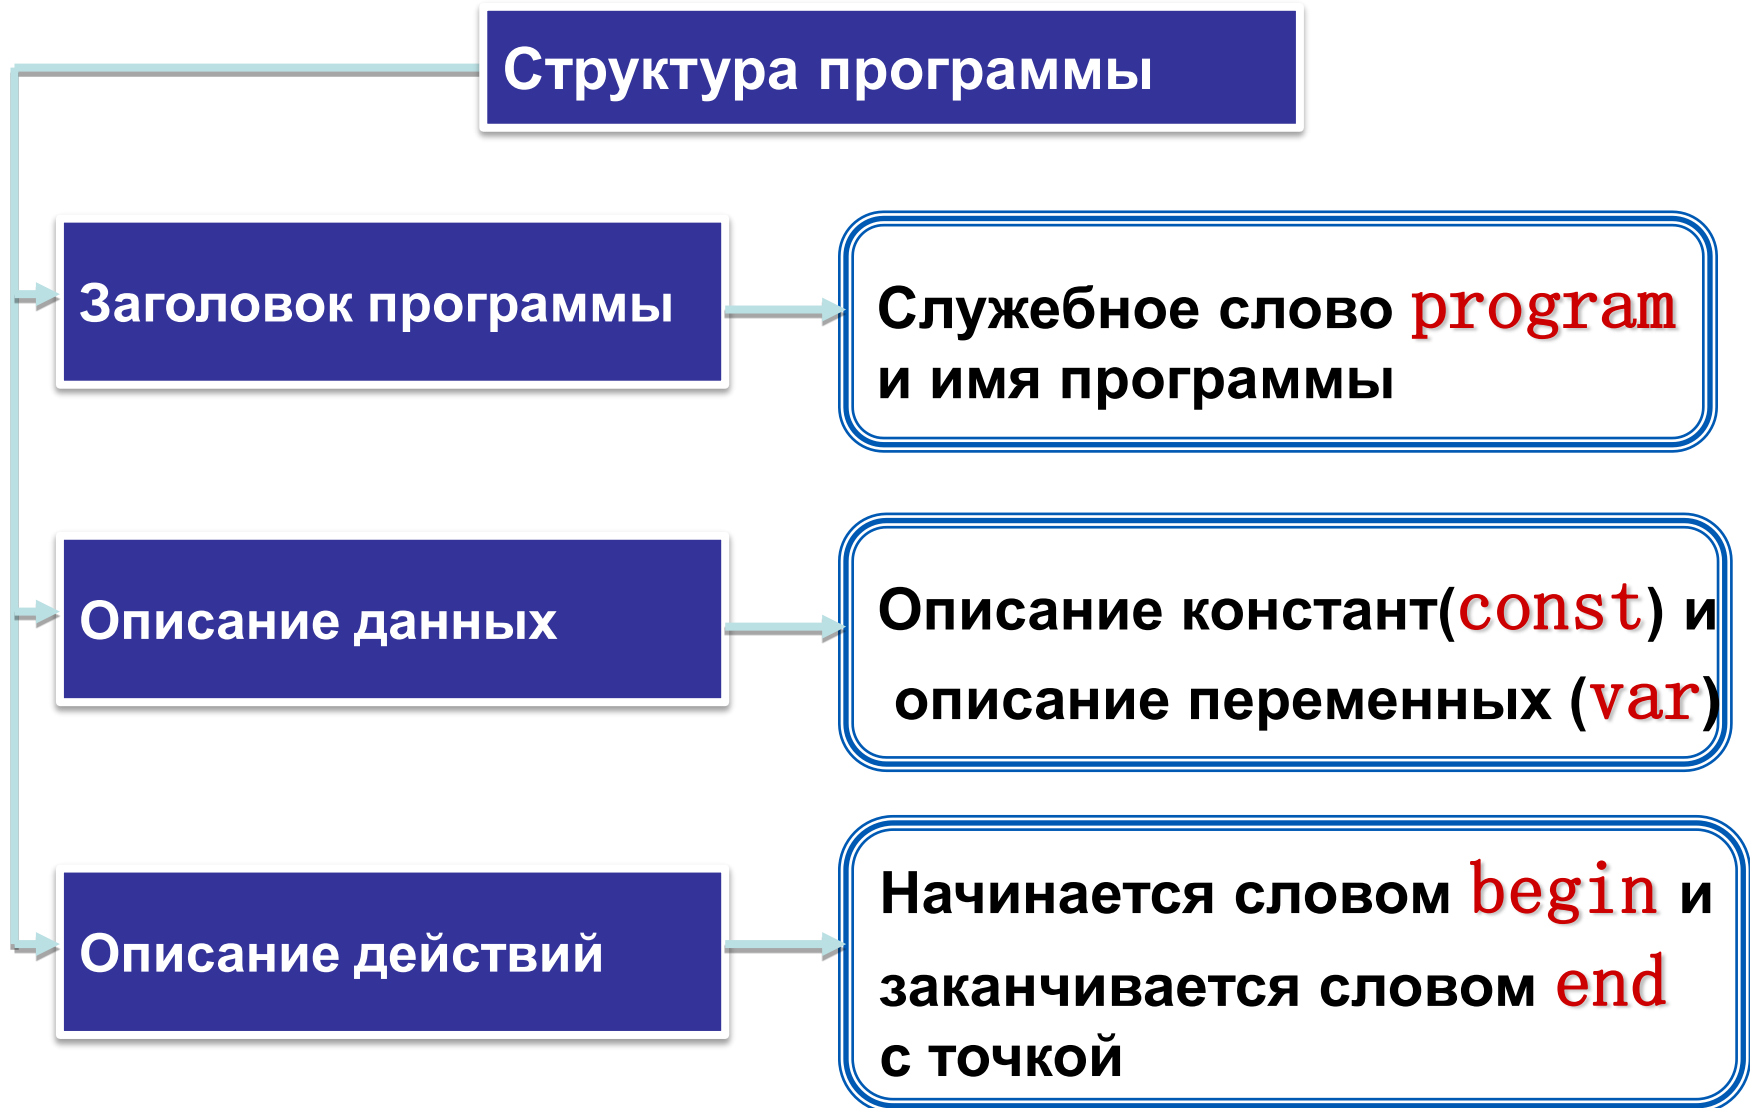 Структура программы
Заголовок программы
Служебное слово program
и имя программы
Описание данных
Описание констант(const) и
описание переменных (var)
Описание действий
Начинается словом begin и
заканчивается словом end
с точкой